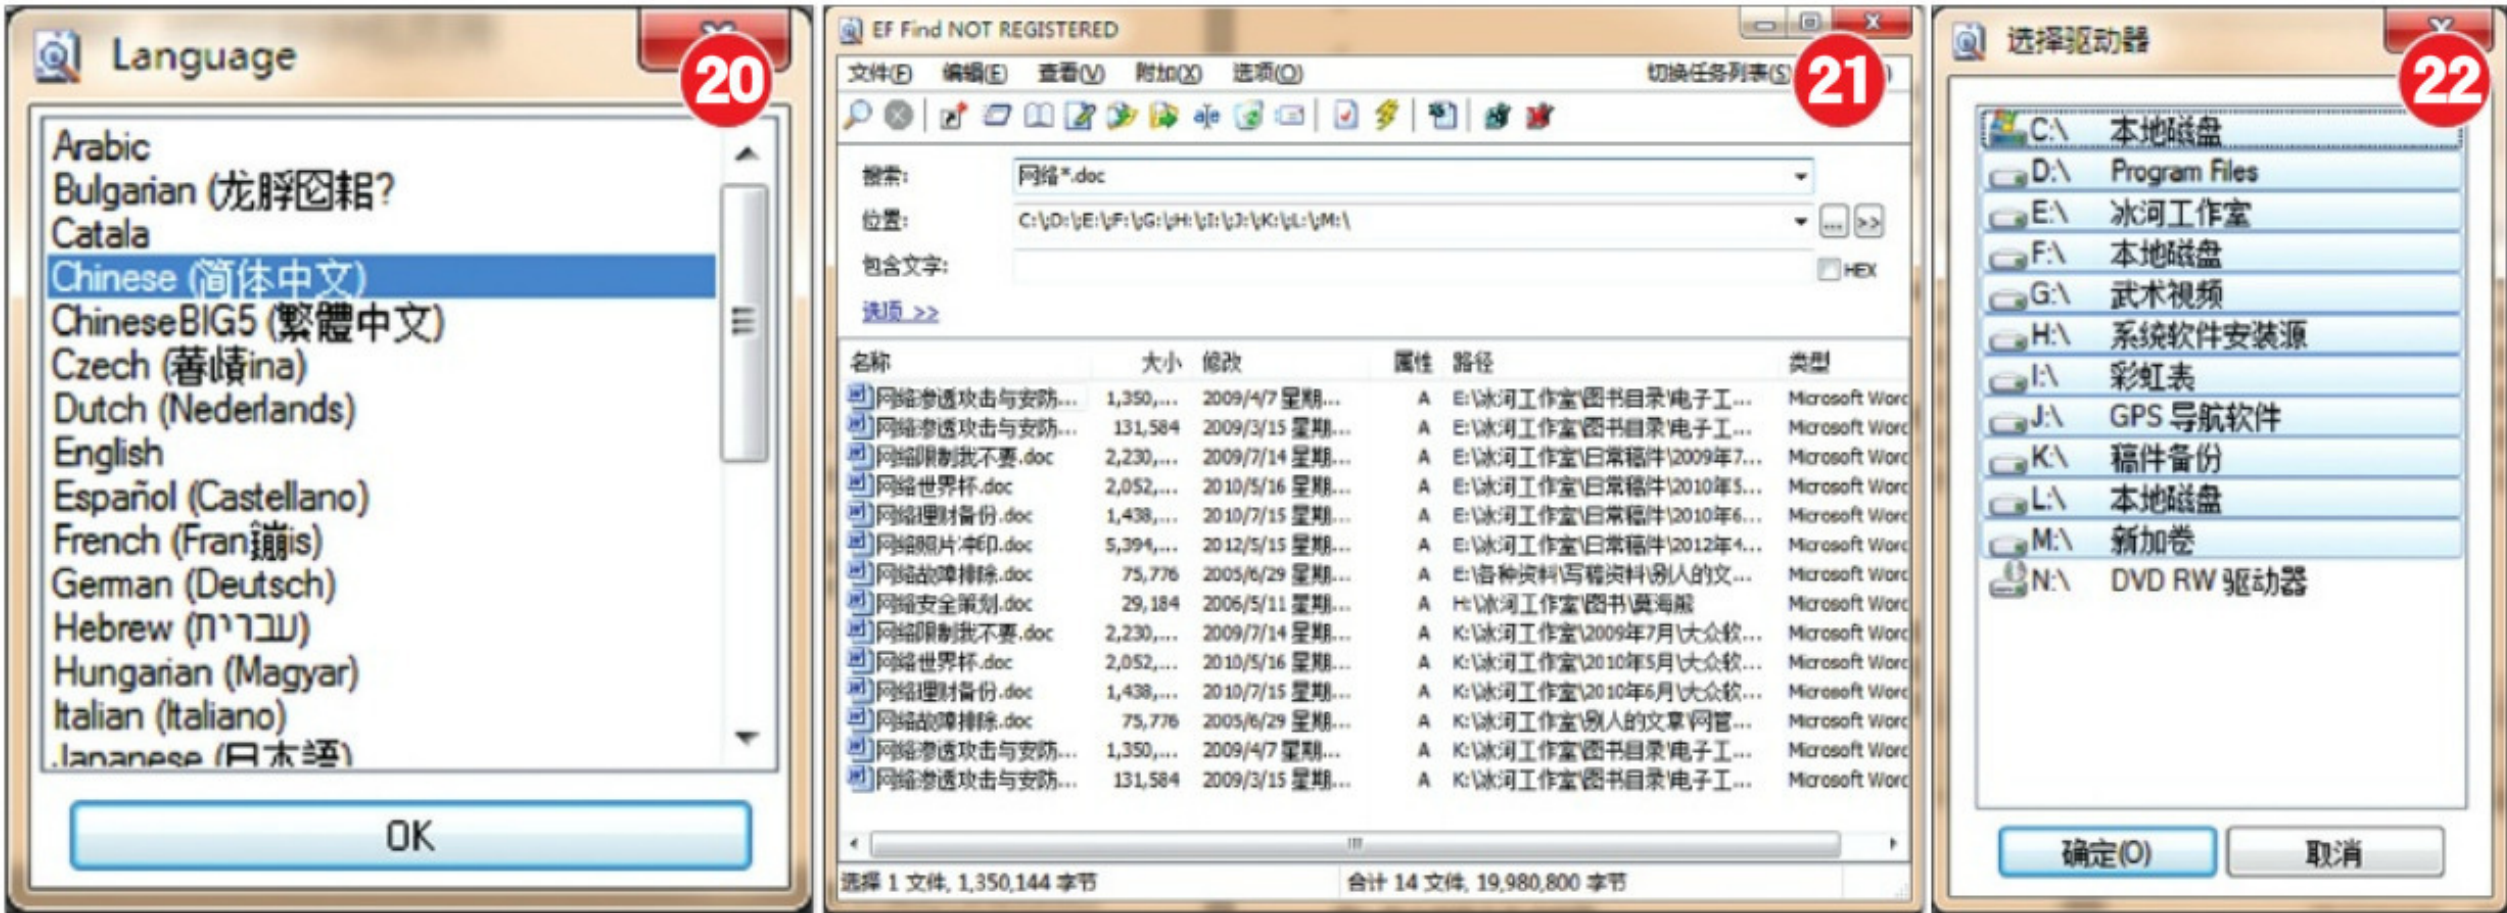 Language
20
Arabic
Bulgarian (龙脬囵耜?
Catala
Chinese (简体中文)
ChineseBIG5 (繁體中文)
Czech (萶ina)
Dutch (Nederlands)
English
Español (Castellano)
French (Fran鏰is)
German (Deutsch)
Hebrew (עברית)
Hungarian (Magyar)
Italian (Italiano)
Japanese (日本語)
OK
EF Find NOT REGISTERED
21
文件(F) 编辑(E) 查看(V) 附加(X) 选项(O) 切换任务列表(S)
搜索: 网络*.doc
位置: C:\;D:\;E:\;F:\;G:\;H:\;I:\;J:\;K:\;L:\;M:\ ... >>
包含文字: HEX
选项 >>
名称 大小 修改 属性 路径 类型
网络渗透攻击与安防... 1,350,... 2009/4/7 星期... A E:\冰河工作室\图书目录\电子工... Microsoft Word
网络渗透攻击与安防... 131,584 2009/3/15 星期... A E:\冰河工作室\图书目录\电子工... Microsoft Word
网络限制我不要.doc 2,230,... 2009/7/14 星期... A E:\冰河工作室\日常稿件\2009年7... Microsoft Word
网络世界杯.doc 2,052,... 2010/5/16 星期... A E:\冰河工作室\日常稿件\2010年5... Microsoft Word
网络理财备份.doc 1,438,... 2010/7/15 星期... A E:\冰河工作室\日常稿件\2010年6... Microsoft Word
网络照片冲印.doc 5,394,... 2012/5/15 星期... A E:\冰河工作室\日常稿件\2012年4... Microsoft Word
网络故障排除.doc 75,776 2005/6/29 星期... A E:\各种资料\写稿资料\别人的文... Microsoft Word
网络安全策划.doc 29,184 2006/5/11 星期... A H:\冰河工作室\图书\莫海熊 Microsoft Word
网络限制我不要.doc 2,230,... 2009/7/14 星期... A K:\冰河工作室\2009年7月\大众软... Microsoft Word
网络世界杯.doc 2,052,... 2010/5/16 星期... A K:\冰河工作室\2010年5月\大众软... Microsoft Word
网络理财备份.doc 1,438,... 2010/7/15 星期... A K:\冰河工作室\2010年6月\大众软... Microsoft Word
网络故障排除.doc 75,776 2005/6/29 星期... A K:\冰河工作室\别人的文章\网管... Microsoft Word
网络渗透攻击与安防... 1,350,... 2009/4/7 星期... A K:\冰河工作室\图书目录\电子工... Microsoft Word
网络渗透攻击与安防... 131,584 2009/3/15 星期... A K:\冰河工作室\图书目录\电子工... Microsoft Word
选择 1 文件, 1,350,144 字节 合计 14 文件, 19,980,800 字节
选择驱动器
22
C:\ 本地磁盘
D:\ Program Files
E:\ 冰河工作室
F:\ 本地磁盘
G:\ 武术视频
H:\ 系统软件安装源
I:\ 彩虹表
J:\ GPS 导航软件
K:\ 稿件备份
L:\ 本地磁盘
M:\ 新加卷
N:\ DVD RW 驱动器
确定(O) 取消